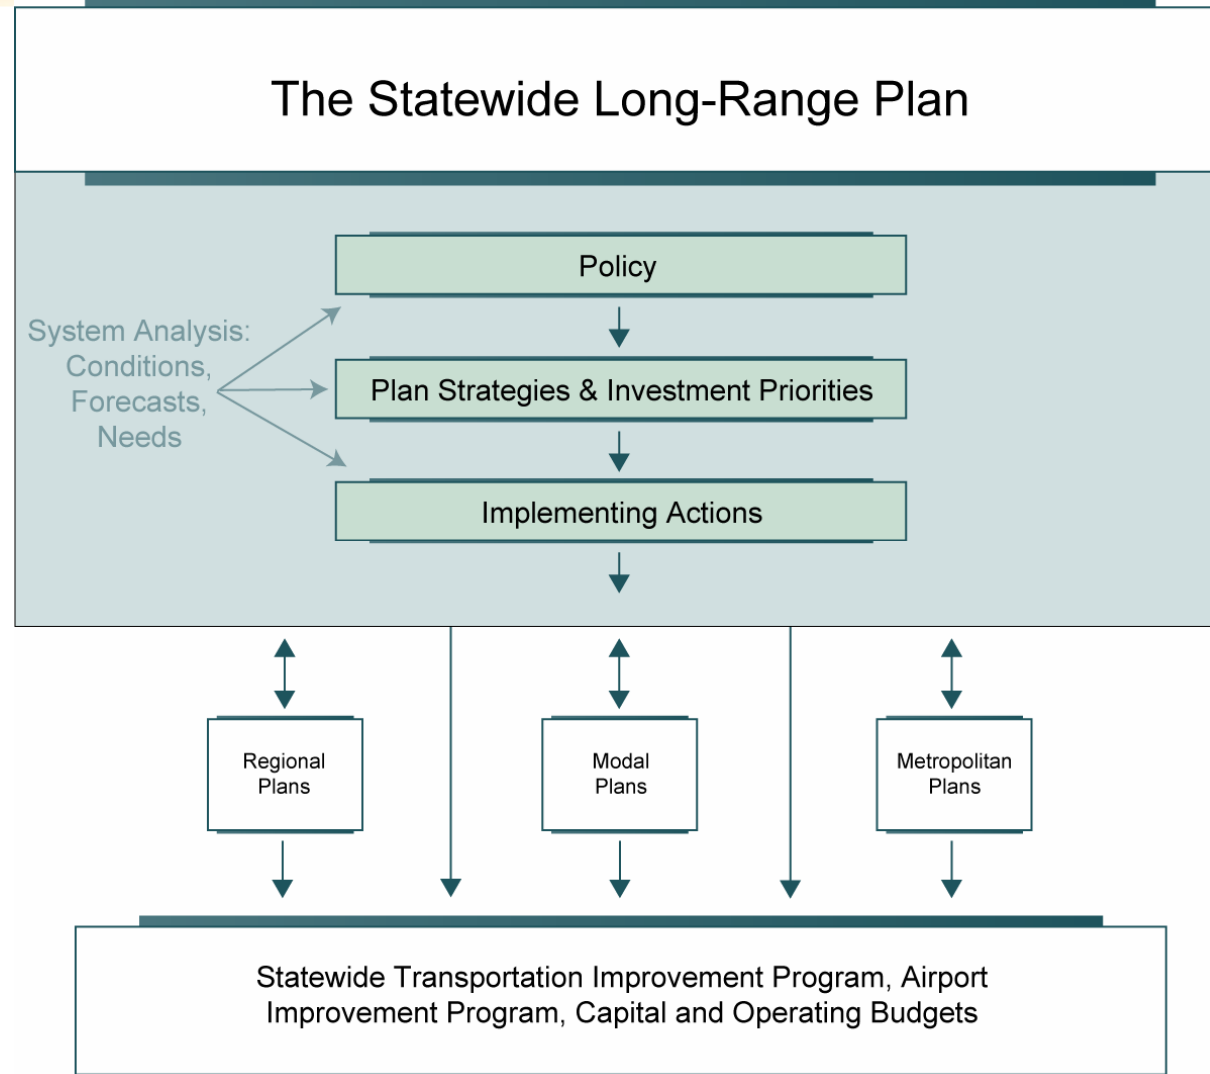 The Statewide Long-Range Plan
Policy
System Analysis:
Conditions,
Forecasts,
Needs
Plan Strategies & Investment Priorities
Implementing Actions
Regional
Plans
Modal
Plans
Metropolitan
Plans
Statewide Transportation Improvement Program, Airport
Improvement Program, Capital and Operating Budgets